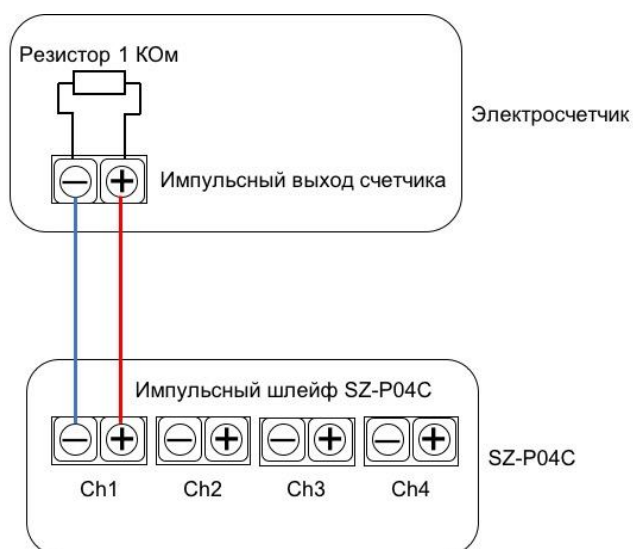 Резистор 1 КОм
Электросчетчик
Импульсный выход счетчика
Импульсный шлейф SZ-P04C
SZ-P04C
Ch1 Ch2 Ch3 Ch4